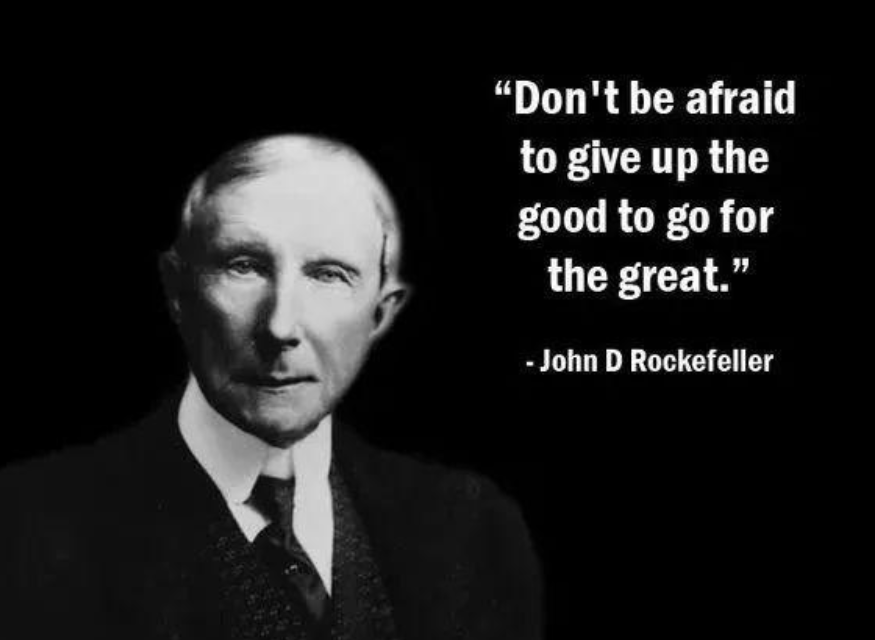 “Don't be afraid
to give up the
good to go for
the great.”
- John D Rockefeller